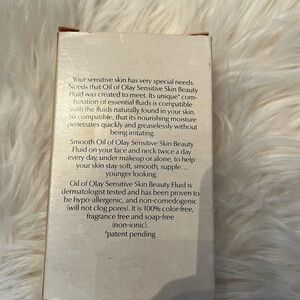 Your sensitive skin has very special needs.
Needs that Oil of Olay Sensitive Skin Beauty
Fluid was created to meet. Its unique* com-
bination of essential fluids is compatible
with the fluids naturally found in your skin.
So compatible, that its nourishing moisture
penetrates quickly and greaselessly without
being irritating.
Smooth Oil of Olay Sensitive Skin Beauty
Fluid on your face and neck twice a day
every day, under makeup or alone, to help
your skin stay soft, smooth, supple...
younger looking.
Oil of Olay Sensitive Skin Beauty Fluid is
dermatologist tested and has been proven to
be hypo-allergenic, and non-comedogenic
(will not clog pores). It is 100% color-free,
fragrance free and soap-free
(non-ionic).
*patent pending